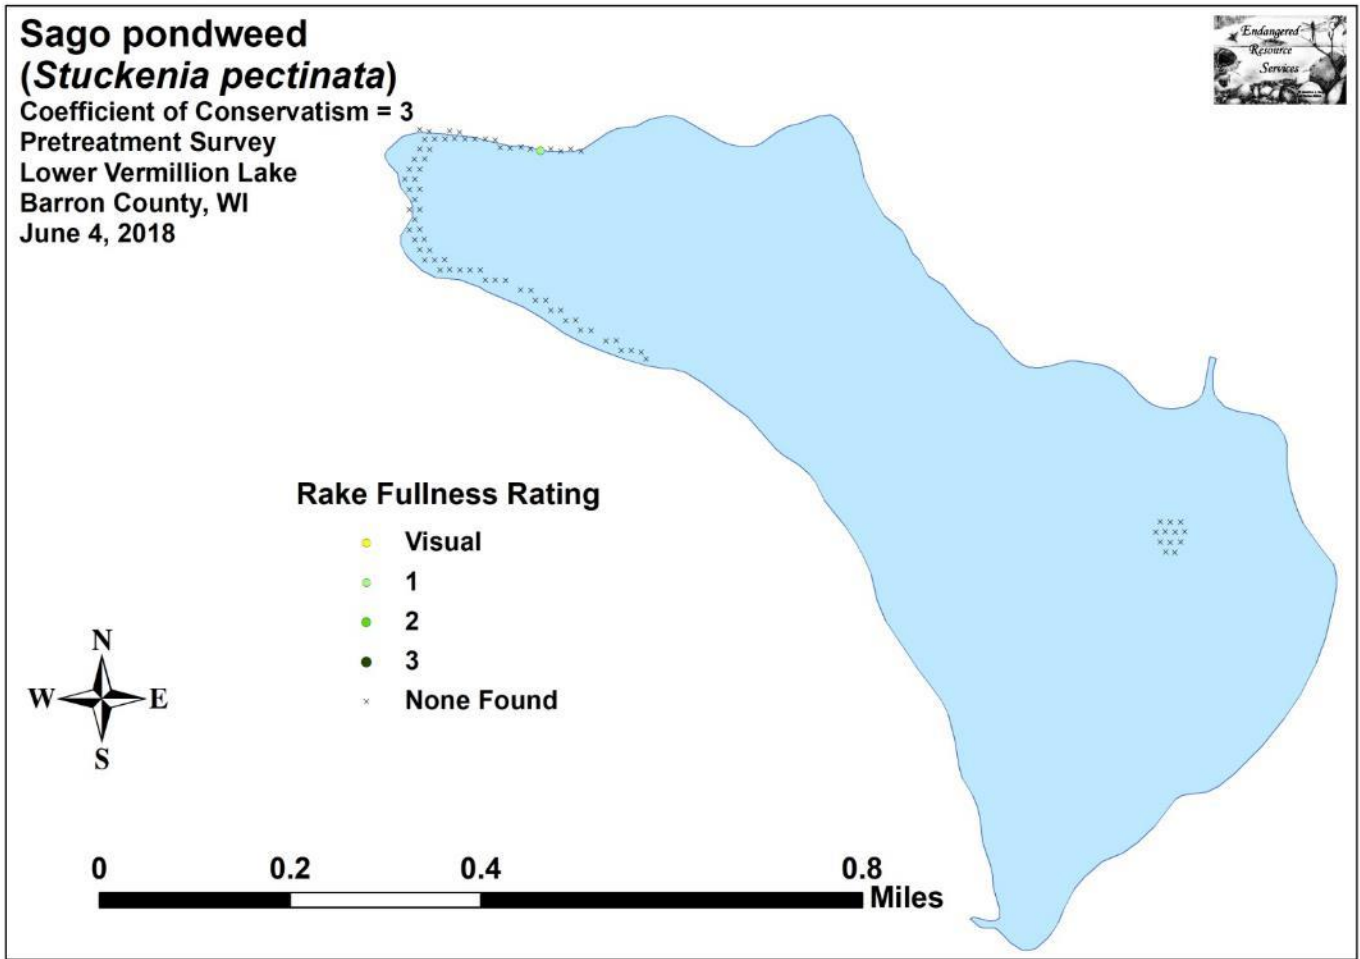 Sago pondweed
(Stuckenia pectinata)
Coefficient of Conservatism = 3
Pretreatment Survey
Lower Vermillion Lake
Barron County, WI
June 4, 2018
Endangered
Resource
Services
Rake Fullness Rating
Visual
1
2
3
None Found
N
W E
S
0 0.2 0.4 0.8
Miles